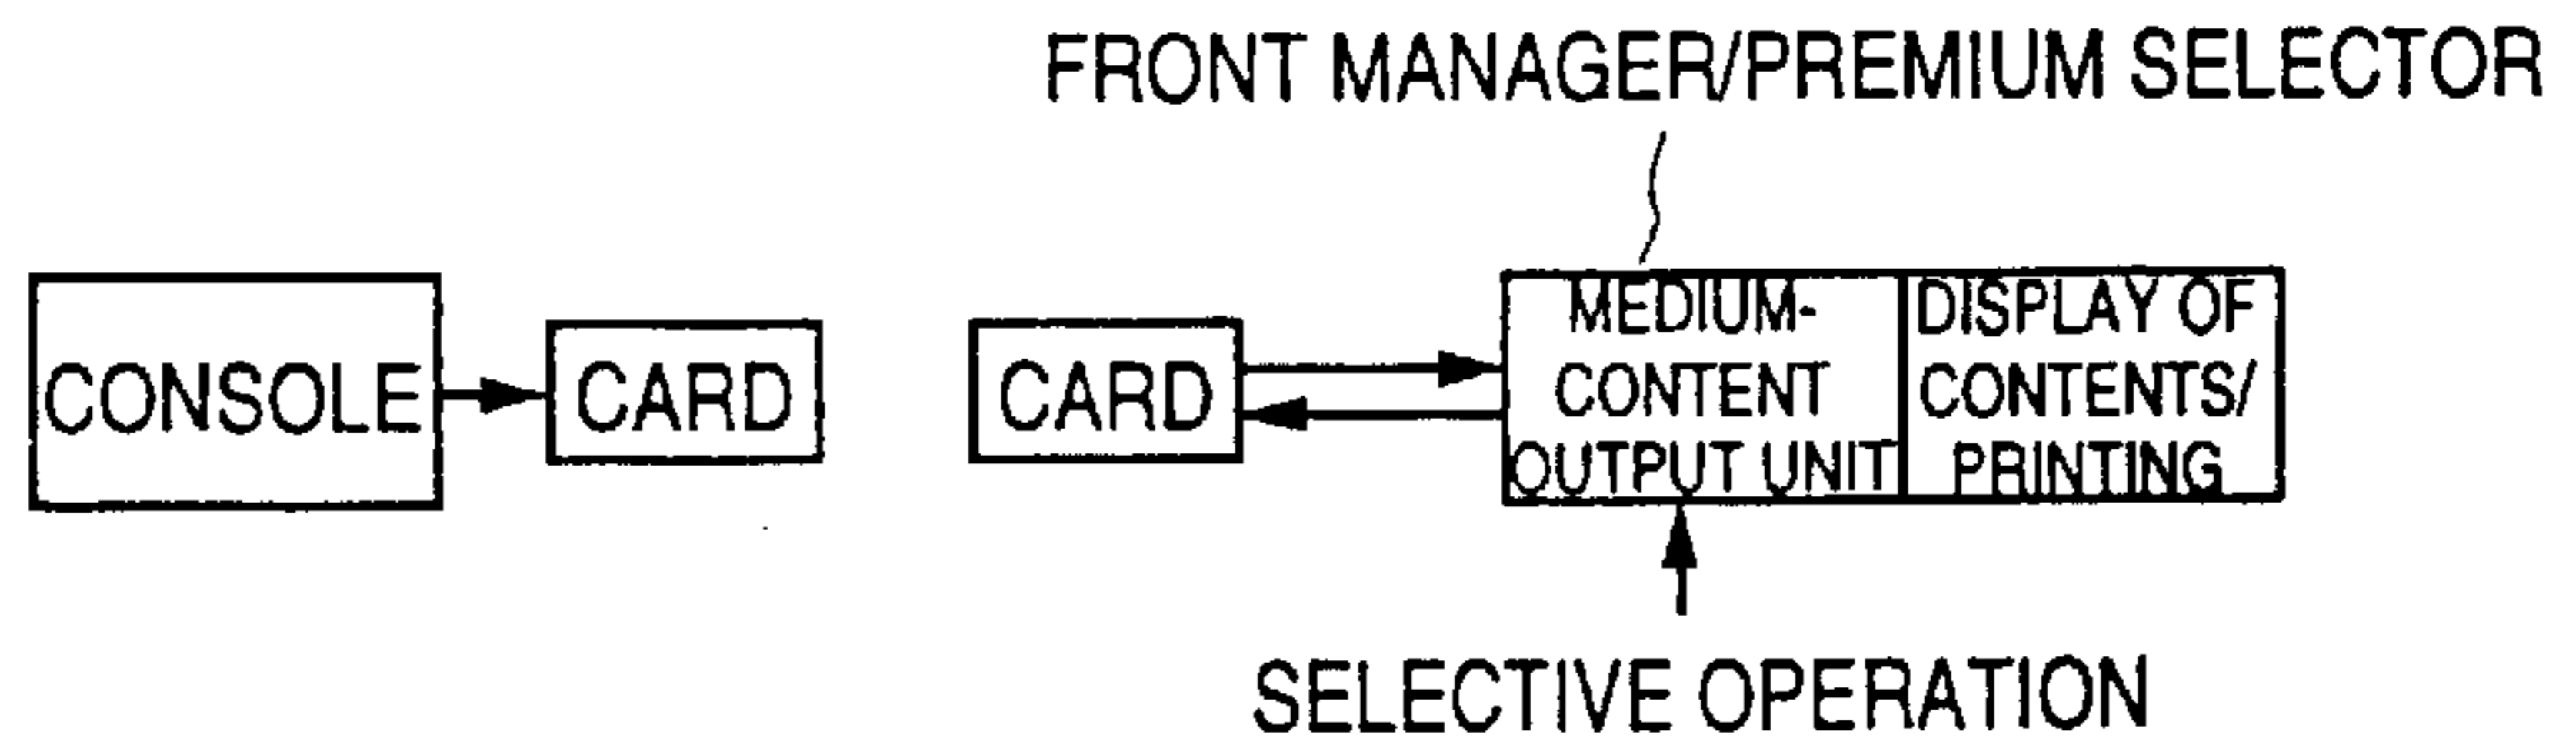 FRONT MANAGER/PREMIUM SELECTOR
CONSOLE
CARD
CARD
MEDIUM-
CONTENT
OUTPUT UNIT
DISPLAY OF
CONTENTS/
PRINTING
SELECTIVE OPERATION